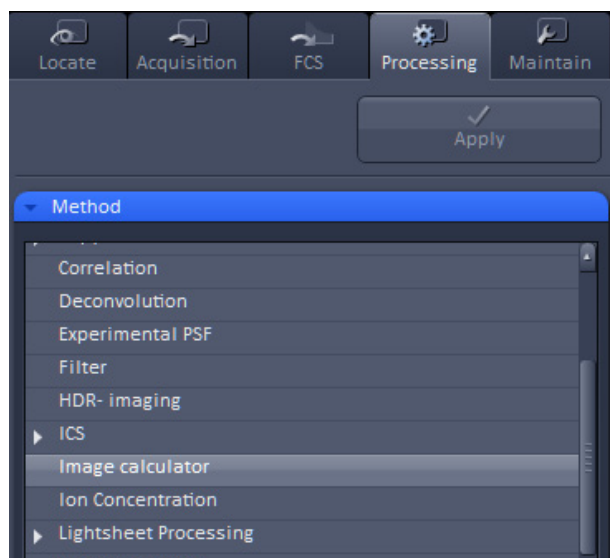 Locate Acquisition FCS Processing Maintain
Apply
Method
Correlation
Deconvolution
Experimental PSF
Filter
HDR- imaging
ICS
Image calculator
Ion Concentration
Lightsheet Processing